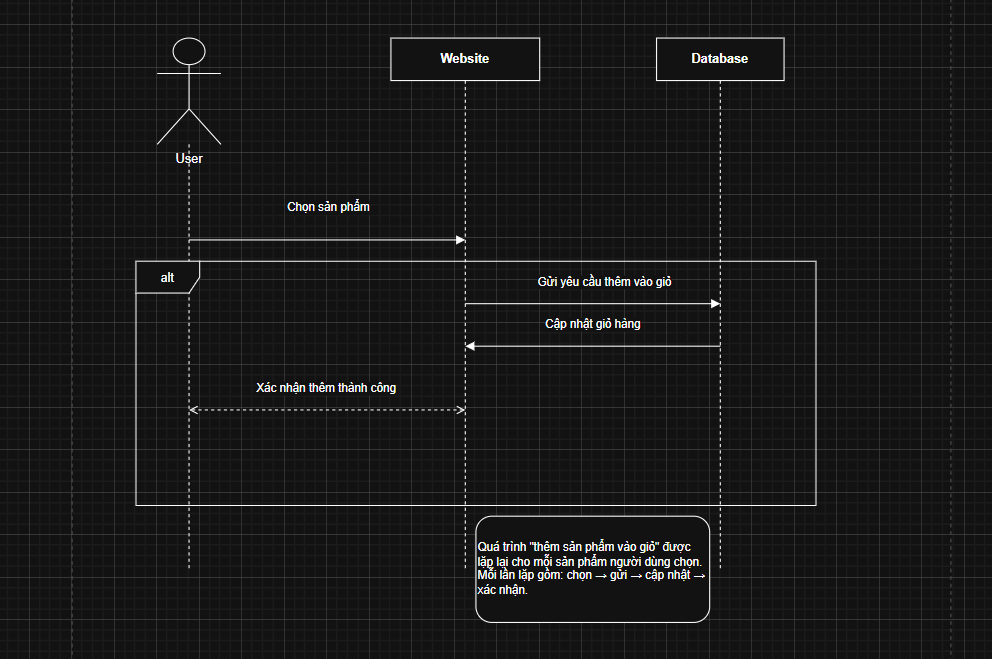 Website
Database
User
Chọn sản phẩm
alt
Gửi yêu cầu thêm vào giỏ
Cập nhật giỏ hàng
Xác nhận thêm thành công
Quá trình "thêm sản phẩm vào giỏ" được
lặp lại cho mỗi sản phẩm người dùng chọn.
Mỗi lần lặp gồm: chọn → gửi → cập nhật →
xác nhận.